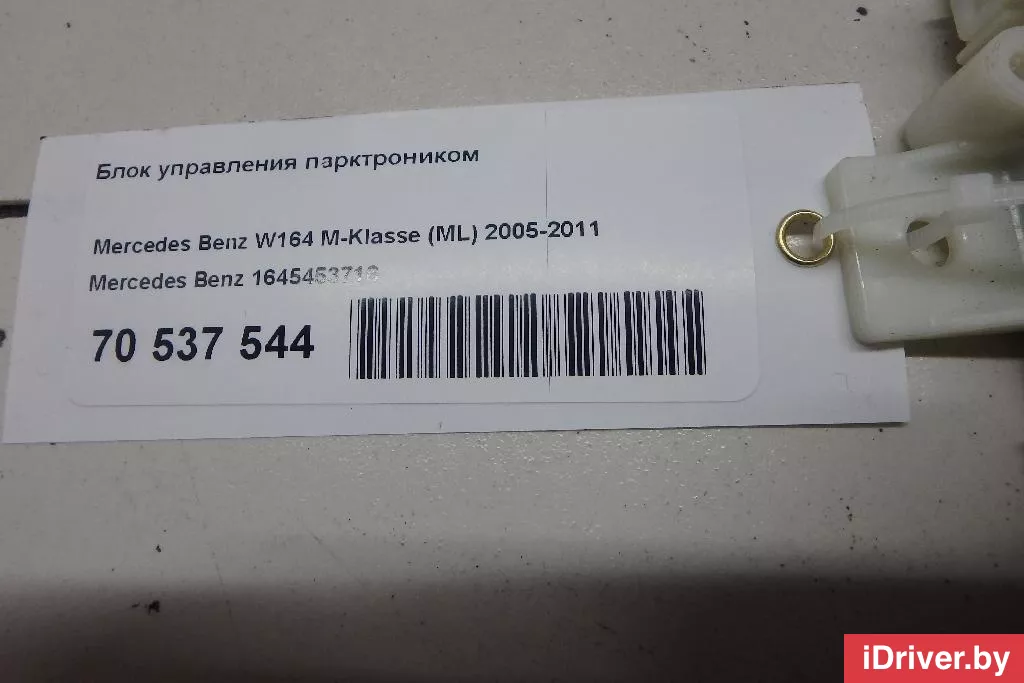 Блок управления парктроником
Mercedes Benz W164 M-Klasse (ML) 2005-2011
Mercedes Benz 1645453716
70 537 544
iDriver.by